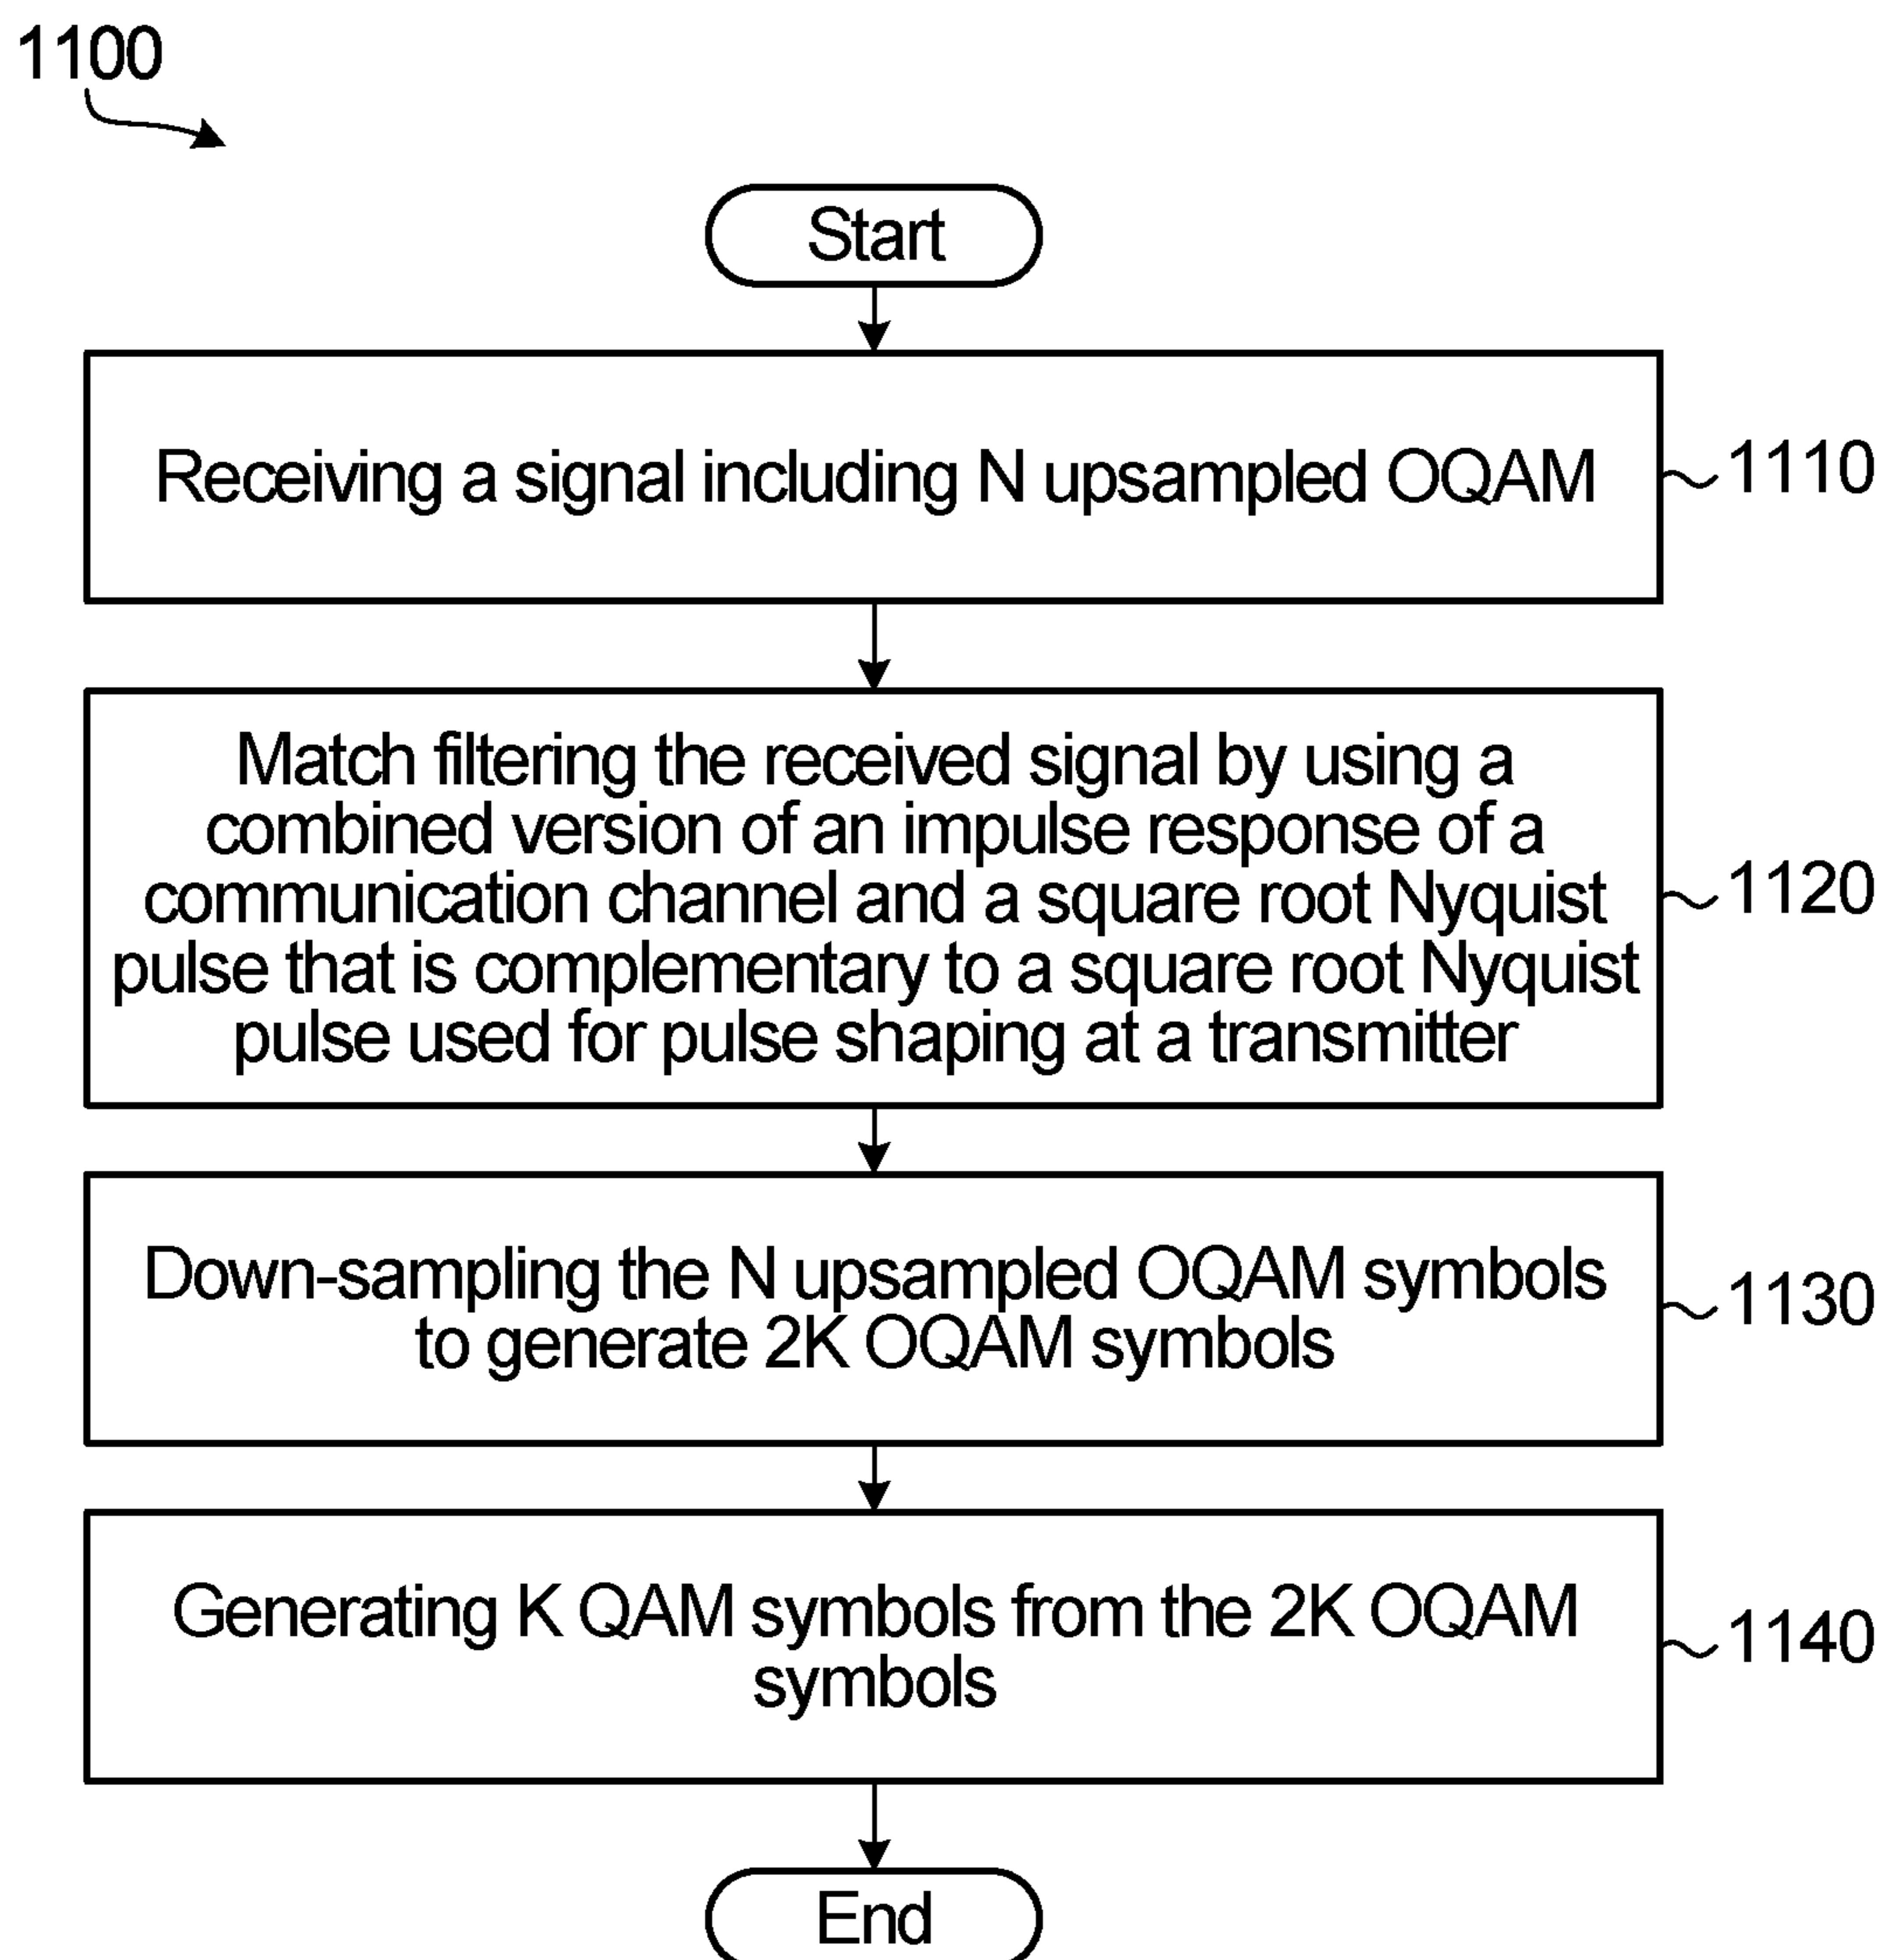 1100
Start
Receiving a signal including N upsampled OQAM
1110
Match filtering the received signal by using a
combined version of an impulse response of a
communication channel and a square root Nyquist
pulse that is complementary to a square root Nyquist
pulse used for pulse shaping at a transmitter
1120
Down-sampling the N upsampled OQAM symbols
to generate 2K OQAM symbols
1130
Generating K QAM symbols from the 2K OQAM
symbols
1140
End